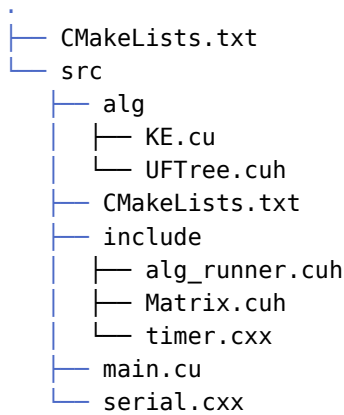 .
├── CMakeLists.txt
└── src
    ├── alg
    │   ├── KE.cu
    │   └── UFTree.cuh
    ├── CMakeLists.txt
    ├── include
    │   ├── alg_runner.cuh
    │   ├── Matrix.cuh
    │   └── timer.cxx
    ├── main.cu
    └── serial.cxx